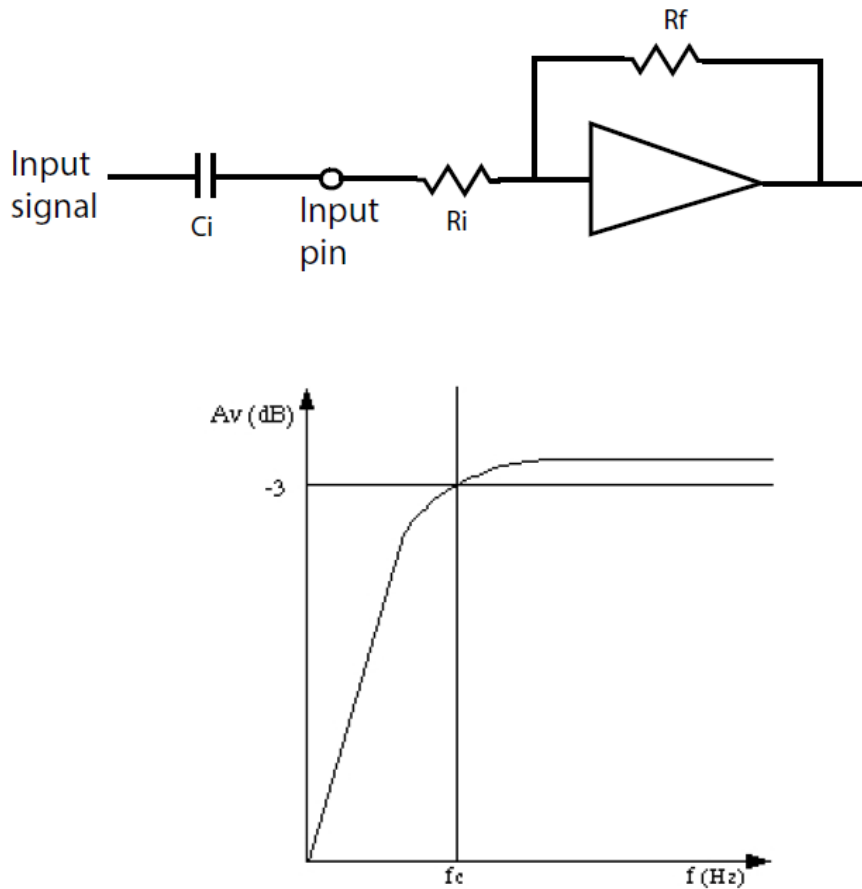 Rf
Input
signal
Ci
Input
pin
Ri
Av (dB)
-3
fc
f (Hz)